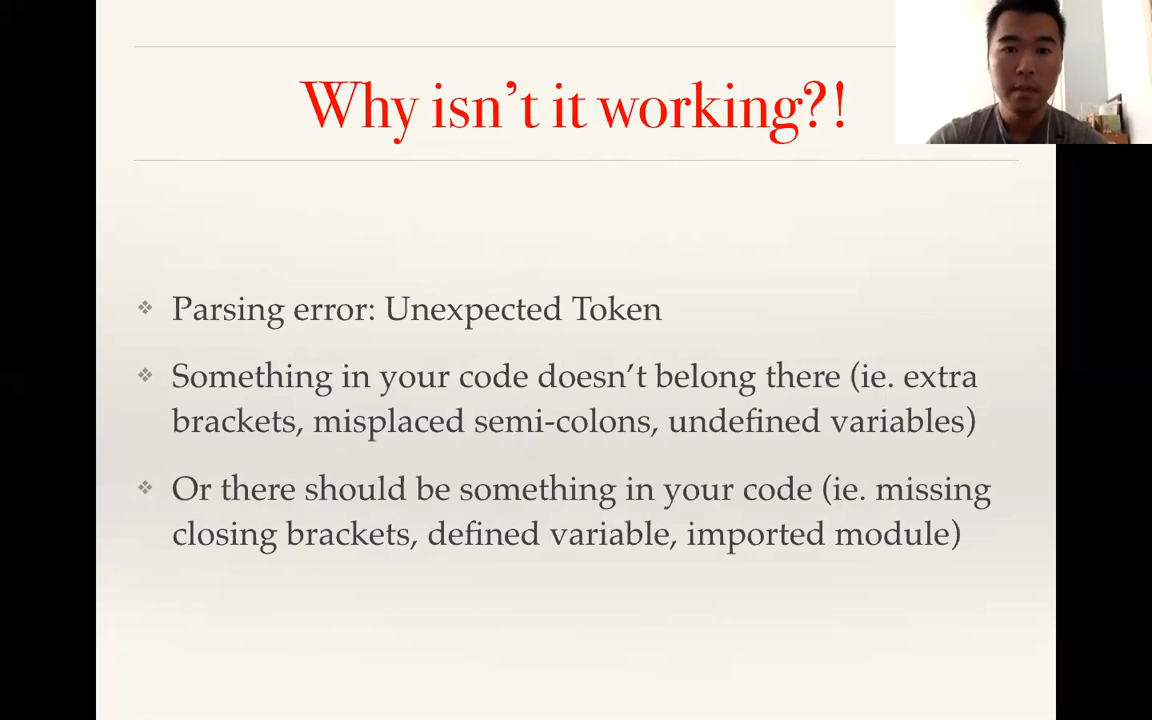 Why isn't it working?!
Parsing error: Unexpected Token
Something in your code doesn't belong there (ie. extra
brackets, misplaced semi-colons, undefined variables)
Or there should be something in your code (ie. missing
closing brackets, defined variable, imported module)